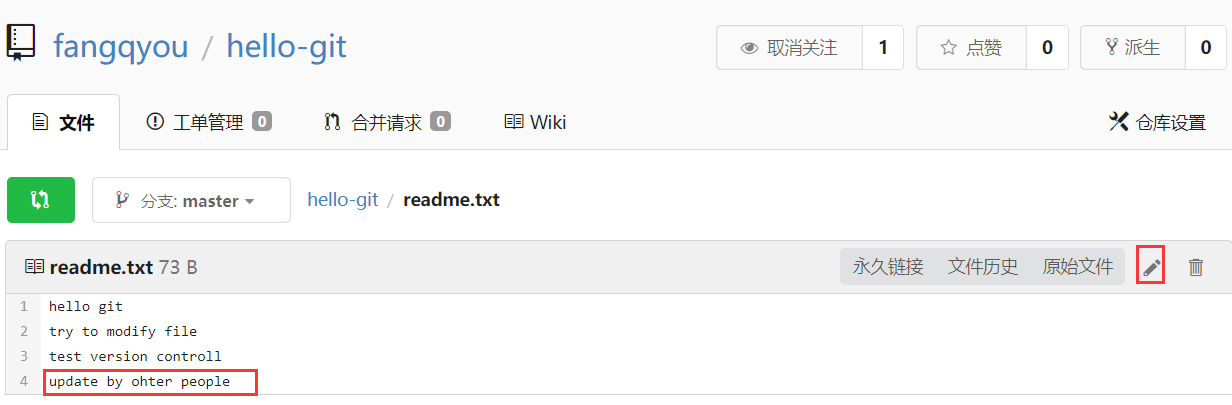 fangqyou / hello-git
取消关注 1 点赞 0 派生 0
文件 工单管理 0 合并请求 0 Wiki 仓库设置
分支: master hello-git / readme.txt
readme.txt 73 B 永久链接 文件历史 原始文件
1 hello git
2 try to modify file
3 test version controll
4 update by ohter people